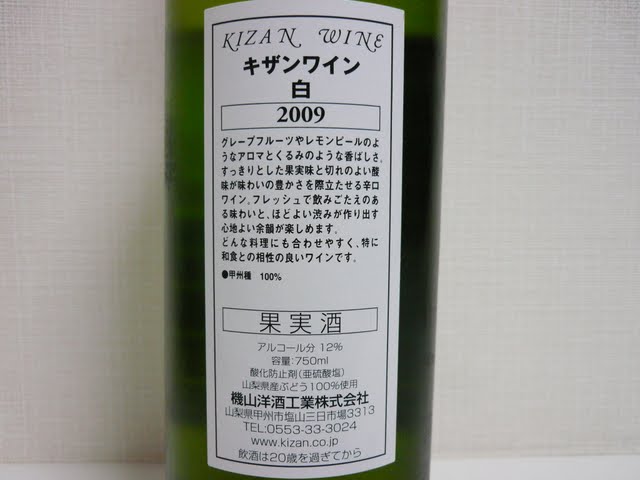 KIZAN WINE
キザンワイン
白
2009
グレープフルーツやレモンピールのよ
うなアロマとくるみのような香ばしさ。
すっきりとした果実味と切れのよい酸
味が味わいの豊かさを際立たせる辛口
ワイン。フレッシュで飲みごたえのあ
る味わいと、ほどよい渋みが作り出す
心地よい余韻が楽しめます。
どんな料理にも合わせやすく、特に
和食との相性の良いワインです。
●甲州種 100%
果実酒
アルコール分 12%
容量:750ml
酸化防止剤(亜硫酸塩)
山梨県産ぶどう100%使用
機山洋酒工業株式会社
山梨県甲州市塩山三日市場3313
TEL:0553-33-3024
www.kizan.co.jp
飲酒は20歳を過ぎてから